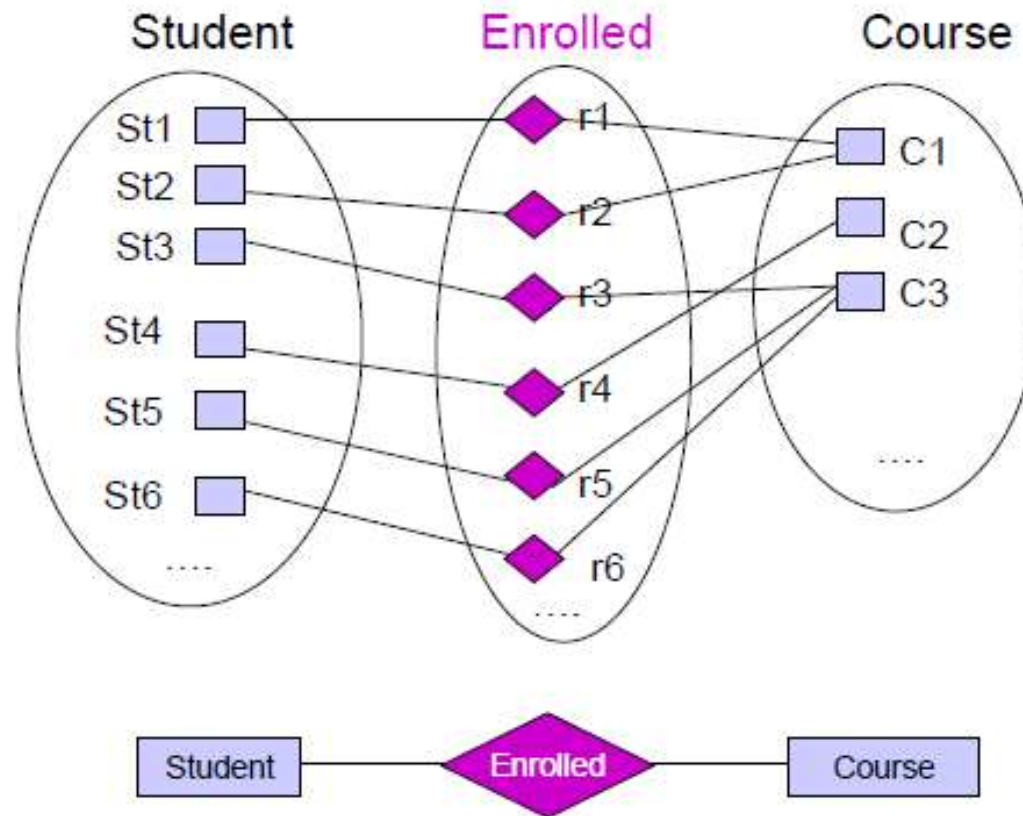 Student Enrolled Course
St1 r1 C1
St2 r2 C2
St3 r3 C3
St4 r4
St5 r5 ....
St6 r6
.... ....
Student Enrolled Course